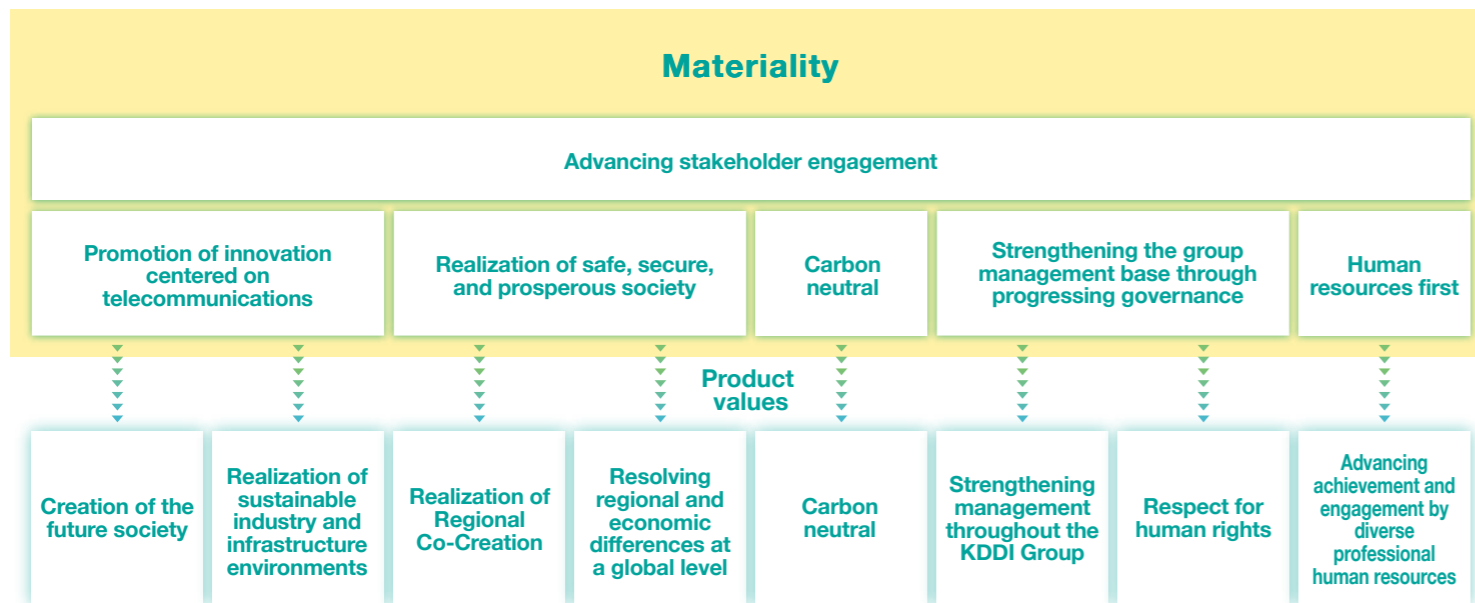 Materiality
Advancing stakeholder engagement
Promotion of innovation
centered on
telecommunications
Realization of safe, secure,
and prosperous society
Carbon
neutral
Strengthening the group
management base through
progressing governance
Human
resources first
Product
values
Creation of the
future society
Realization of
sustainable
industry and
infrastructure
environments
Realization of
Regional
Co-Creation
Resolving
regional and
economic
differences at
a global level
Carbon
neutral
Strengthening
management
throughout the
KDDI Group
Respect for
human rights
Advancing
achievement and
engagement by
diverse
professional
human resources